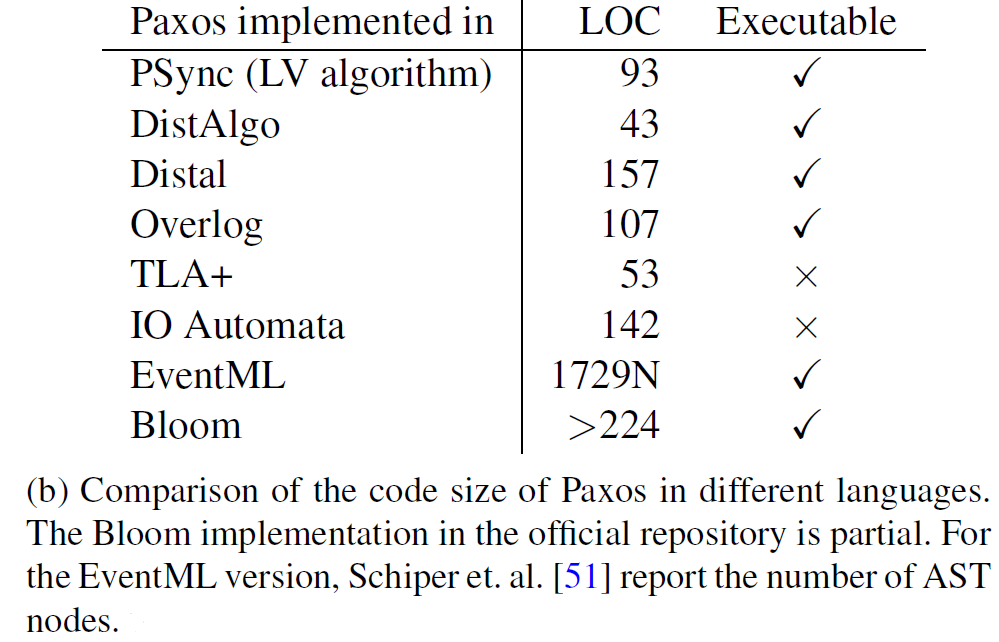 Paxos implemented in LOC Executable
PSync (LV algorithm) 93 ✓
DistAlgo 43 ✓
Distal 157 ✓
Overlog 107 ✓
TLA+ 53 ×
IO Automata 142 ×
EventML 1729N ✓
Bloom >224 ✓
(b) Comparison of the code size of Paxos in different languages.
The Bloom implementation in the official repository is partial. For
the EventML version, Schiper et. al. [51] report the number of AST
nodes.